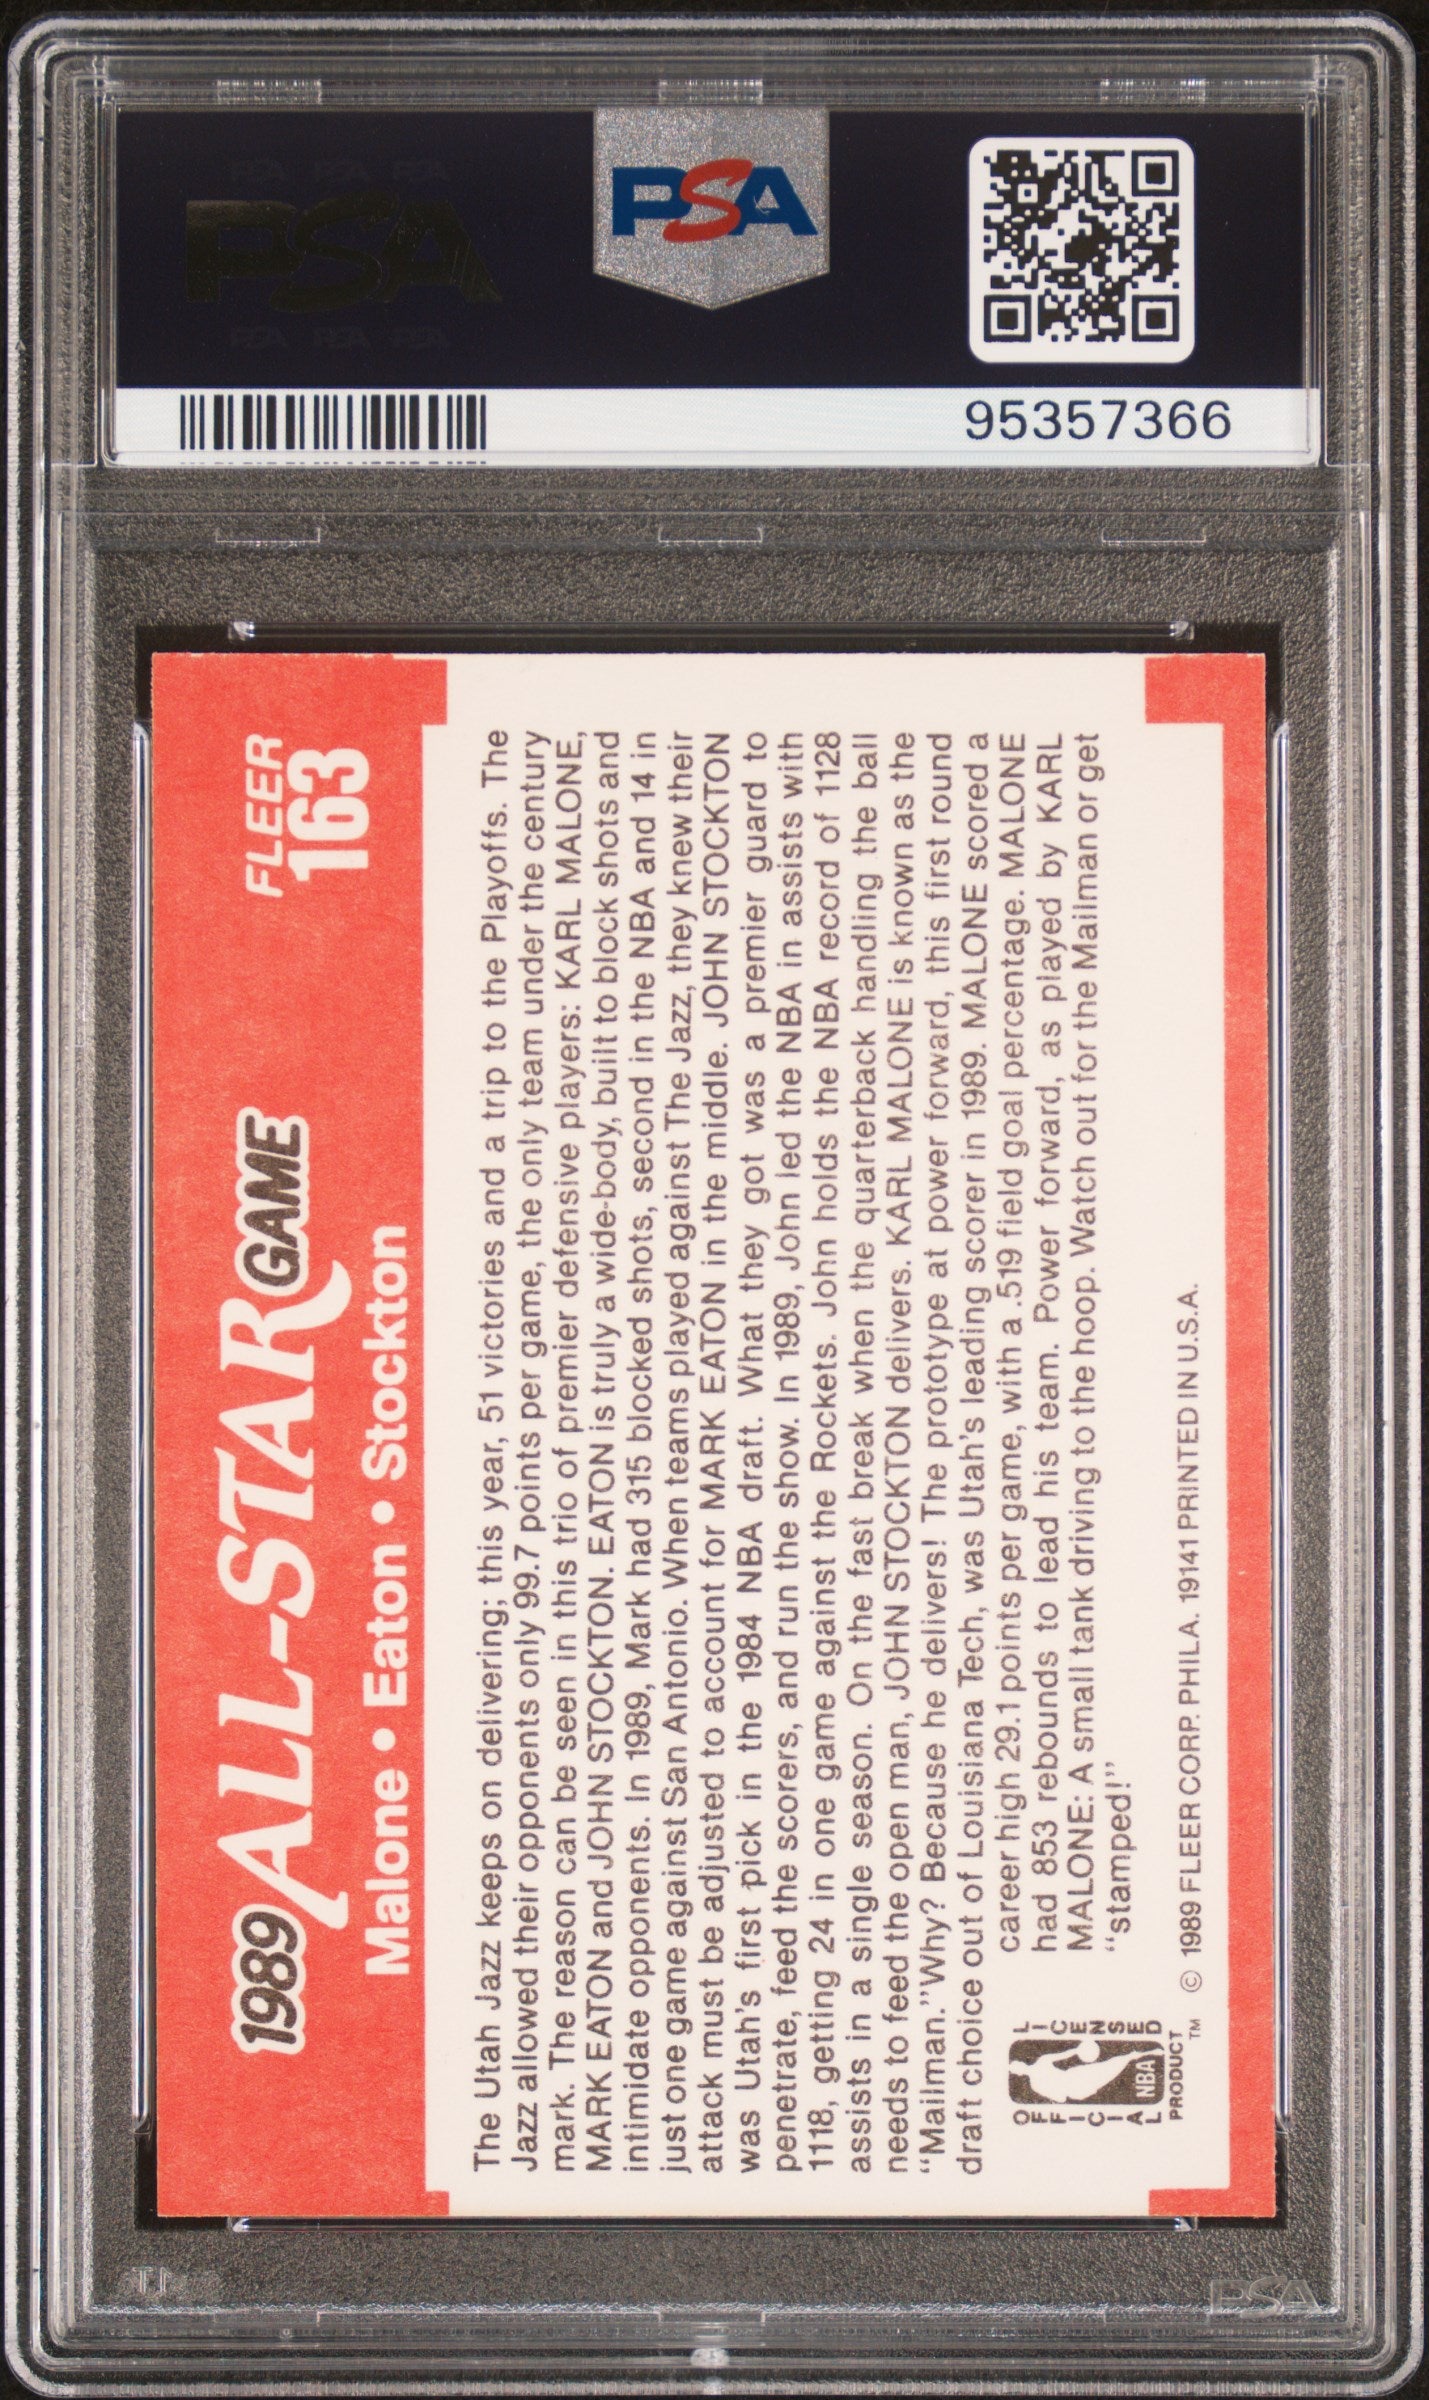 PSA
PSA PSA PSA
PSA
PSA PSA PSA
95357366
FLEER
163
1989 ALL-STAR GAME
Malone • Eaton • Stockton
The Utah Jazz keeps on delivering; this year, 51 victories and a trip to the Playoffs. The
Jazz allowed their opponents only 99.7 points per game, the only team under the century
mark. The reason can be seen in this trio of premier defensive players: KARL MALONE,
MARK EATON and JOHN STOCKTON. EATON is truly a wide-body, built to block shots and
intimidate opponents. In 1989, Mark had 315 blocked shots, second in the NBA and 14 in
just one game against San Antonio. When teams played against The Jazz, they knew their
attack must be adjusted to account for MARK EATON in the middle. JOHN STOCKTON
was Utah's first pick in the 1984 NBA draft. What they got was a premier guard to
penetrate, feed the scorers, and run the show. In 1989, John led the NBA in assists with
1118, getting 24 in one game against the Rockets. John holds the NBA record of 1128
assists in a single season. On the fast break when the quarterback handling the ball
needs to feed the open man, JOHN STOCKTON delivers. KARL MALONE is known as the
“Mailman.” Why? Because he delivers! The prototype at power forward, this first round
draft choice out of Louisiana Tech, was Utah's leading scorer in 1989. MALONE scored a
career high 29.1 points per game, with a .519 field goal percentage. MALONE
had 853 rebounds to lead his team. Power forward, as played by KARL
MALONE: A small tank driving to the hoop. Watch out for the Mailman or get
“stamped!”
OFFICIAL LICENSED
NBA
PRODUCT™
© 1989 FLEER CORP. PHILA. 19141 PRINTED IN U.S.A.
PSA